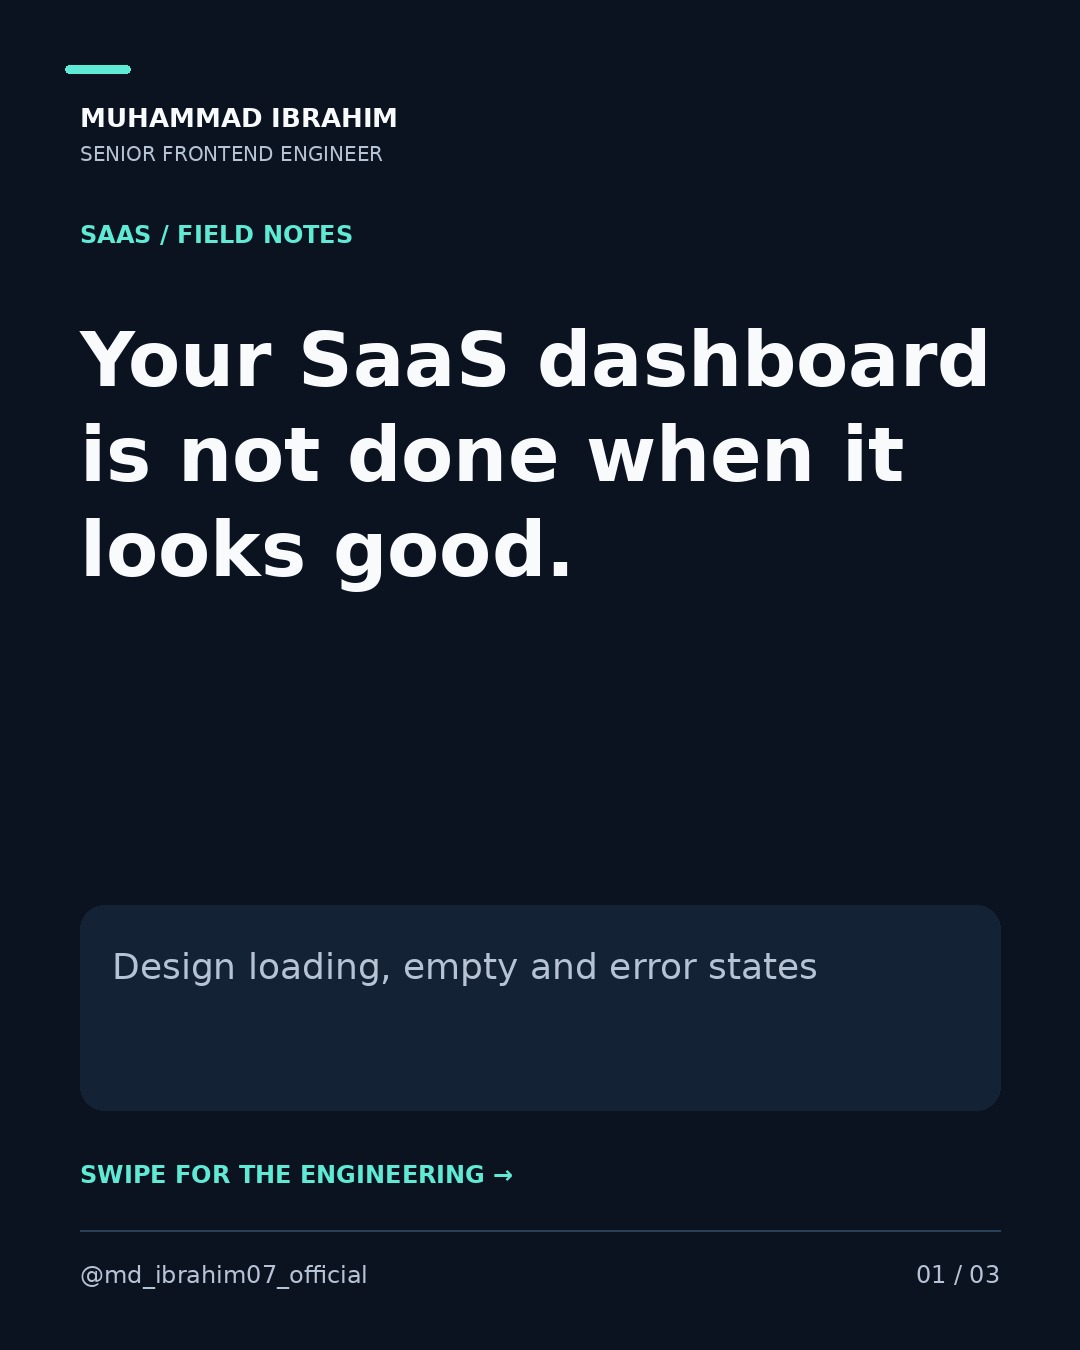 MUHAMMAD IBRAHIM
SENIOR FRONTEND ENGINEER
SAAS / FIELD NOTES
Your SaaS dashboard
is not done when it
looks good.
Design loading, empty and error states
SWIPE FOR THE ENGINEERING →
@md_ibrahim07_official
01 / 03